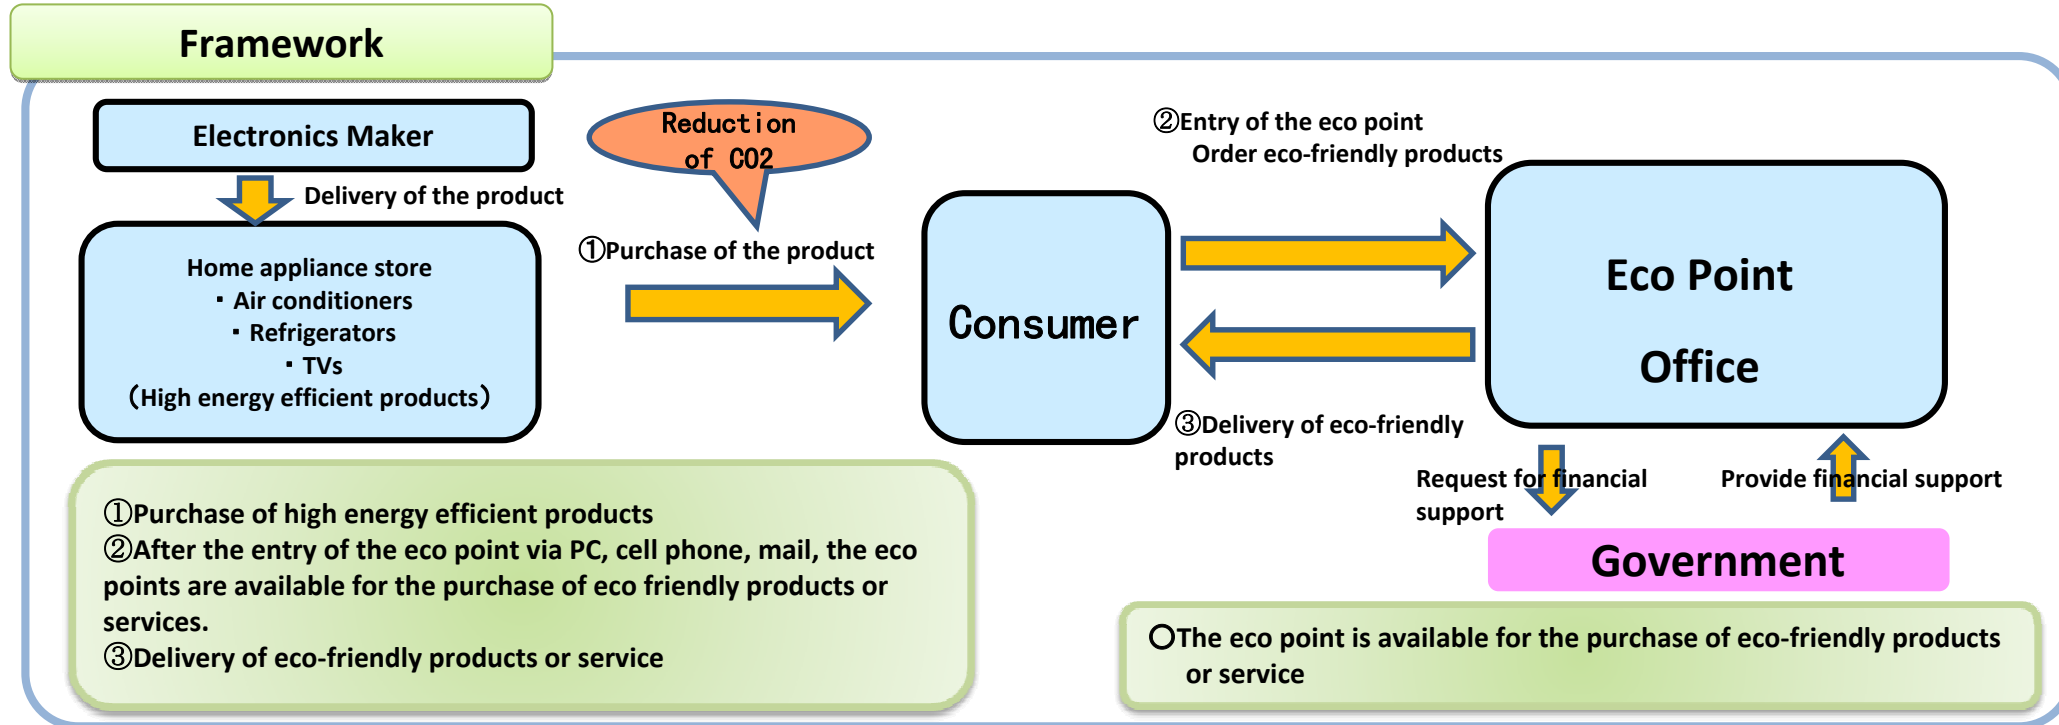 Framework
Electronics Maker
Delivery of the product
Home appliance store
・Air conditioners
・Refrigerators
・TVs
（High energy efficient products）
Reduction
of CO2
①Purchase of the product
Consumer
②Entry of the eco point
Order eco-friendly products
Eco Point
Office
③Delivery of eco-friendly
products
Request for financial
support
Provide financial support
Government
①Purchase of high energy efficient products
②After the entry of the eco point via PC, cell phone, mail, the eco
points are available for the purchase of eco friendly products or
services.
③Delivery of eco-friendly products or service
○The eco point is available for the purchase of eco-friendly products
or service